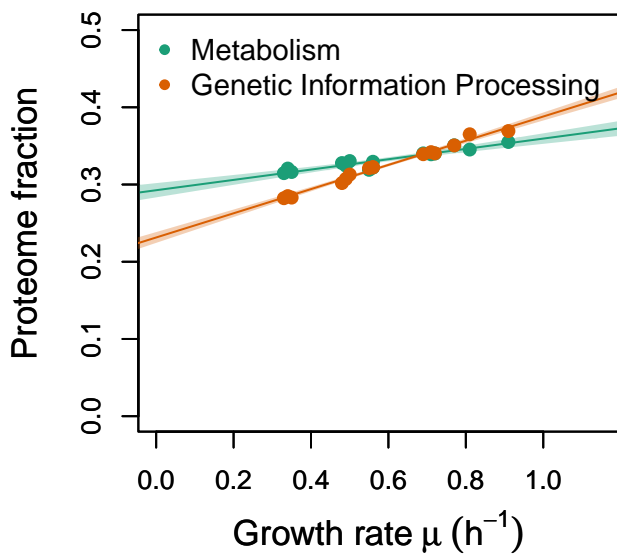 Metabolism
Genetic Information Processing
Proteome fraction
0.5
0.4
0.3
0.2
0.1
0.0
0.0 0.2 0.4 0.6 0.8 1.0
Growth rate μ (h⁻¹)